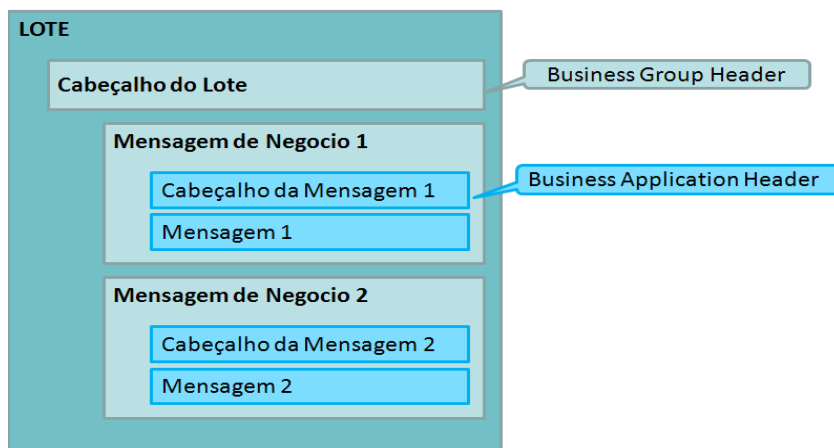 LOTE
Cabeçalho do Lote
Business Group Header
Mensagem de Negocio 1
Cabeçalho da Mensagem 1
Business Application Header
Mensagem 1
Mensagem de Negocio 2
Cabeçalho da Mensagem 2
Mensagem 2